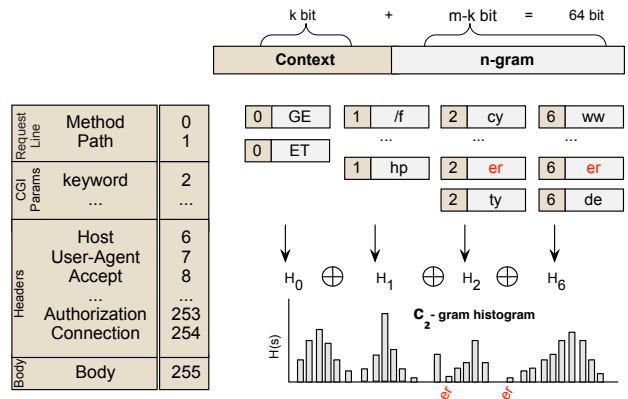 k bit + m-k bit = 64 bit
Context n-gram
Request Line
Method 0
Path 1
CGI Params
keyword 2
... ...
Headers
Host 6
User-Agent 7
Accept 8
... ...
Authorization 253
Connection 254
Body
Body 255
0 GE 1 /f 2 cy 6 ww
0 ET ... ... ...
1 hp 2 er 6 er
2 ty 6 de
H0 ⊕ H1 ⊕ H2 ⊕ H6
C2- gram histogram
H(s)
er er